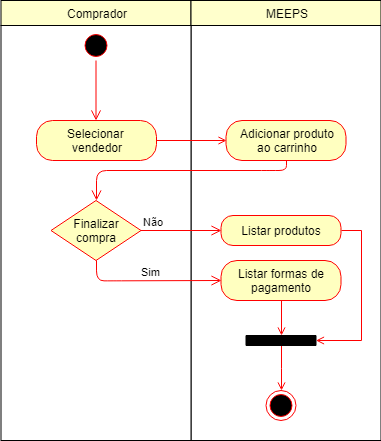 Comprador
MEEPS
Selecionar
vendedor
Adicionar produto
ao carrinho
Finalizar
compra
Não
Listar produtos
Sim
Listar formas de
pagamento